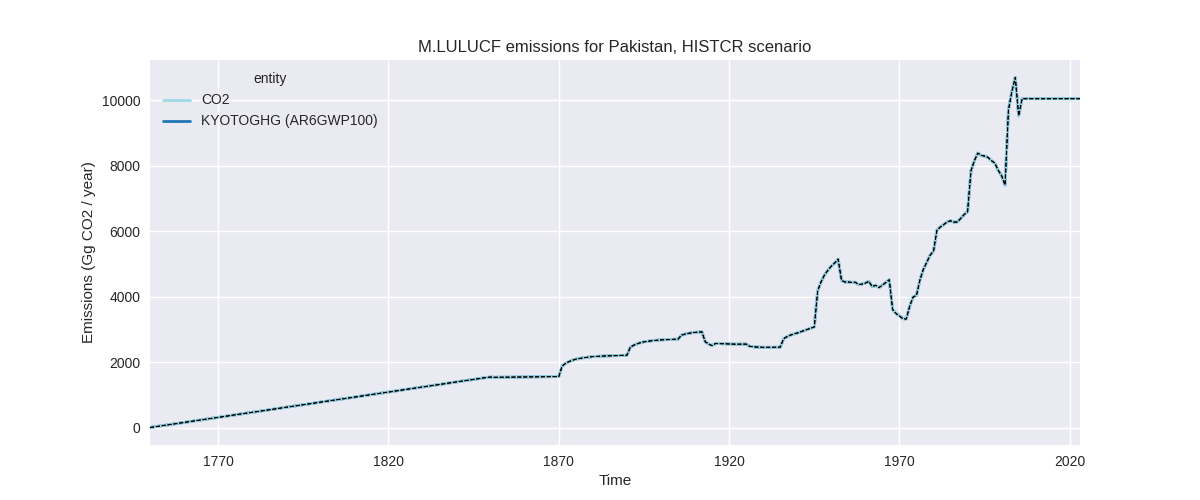 M.LULUCF emissions for Pakistan, HISTCR scenario
entity
CO2
KYOTOGHG (AR6GWP100)
Emissions (Gg CO2 / year)
10000
8000
6000
4000
2000
0
1770
1820
1870
1920
1970
2020
Time